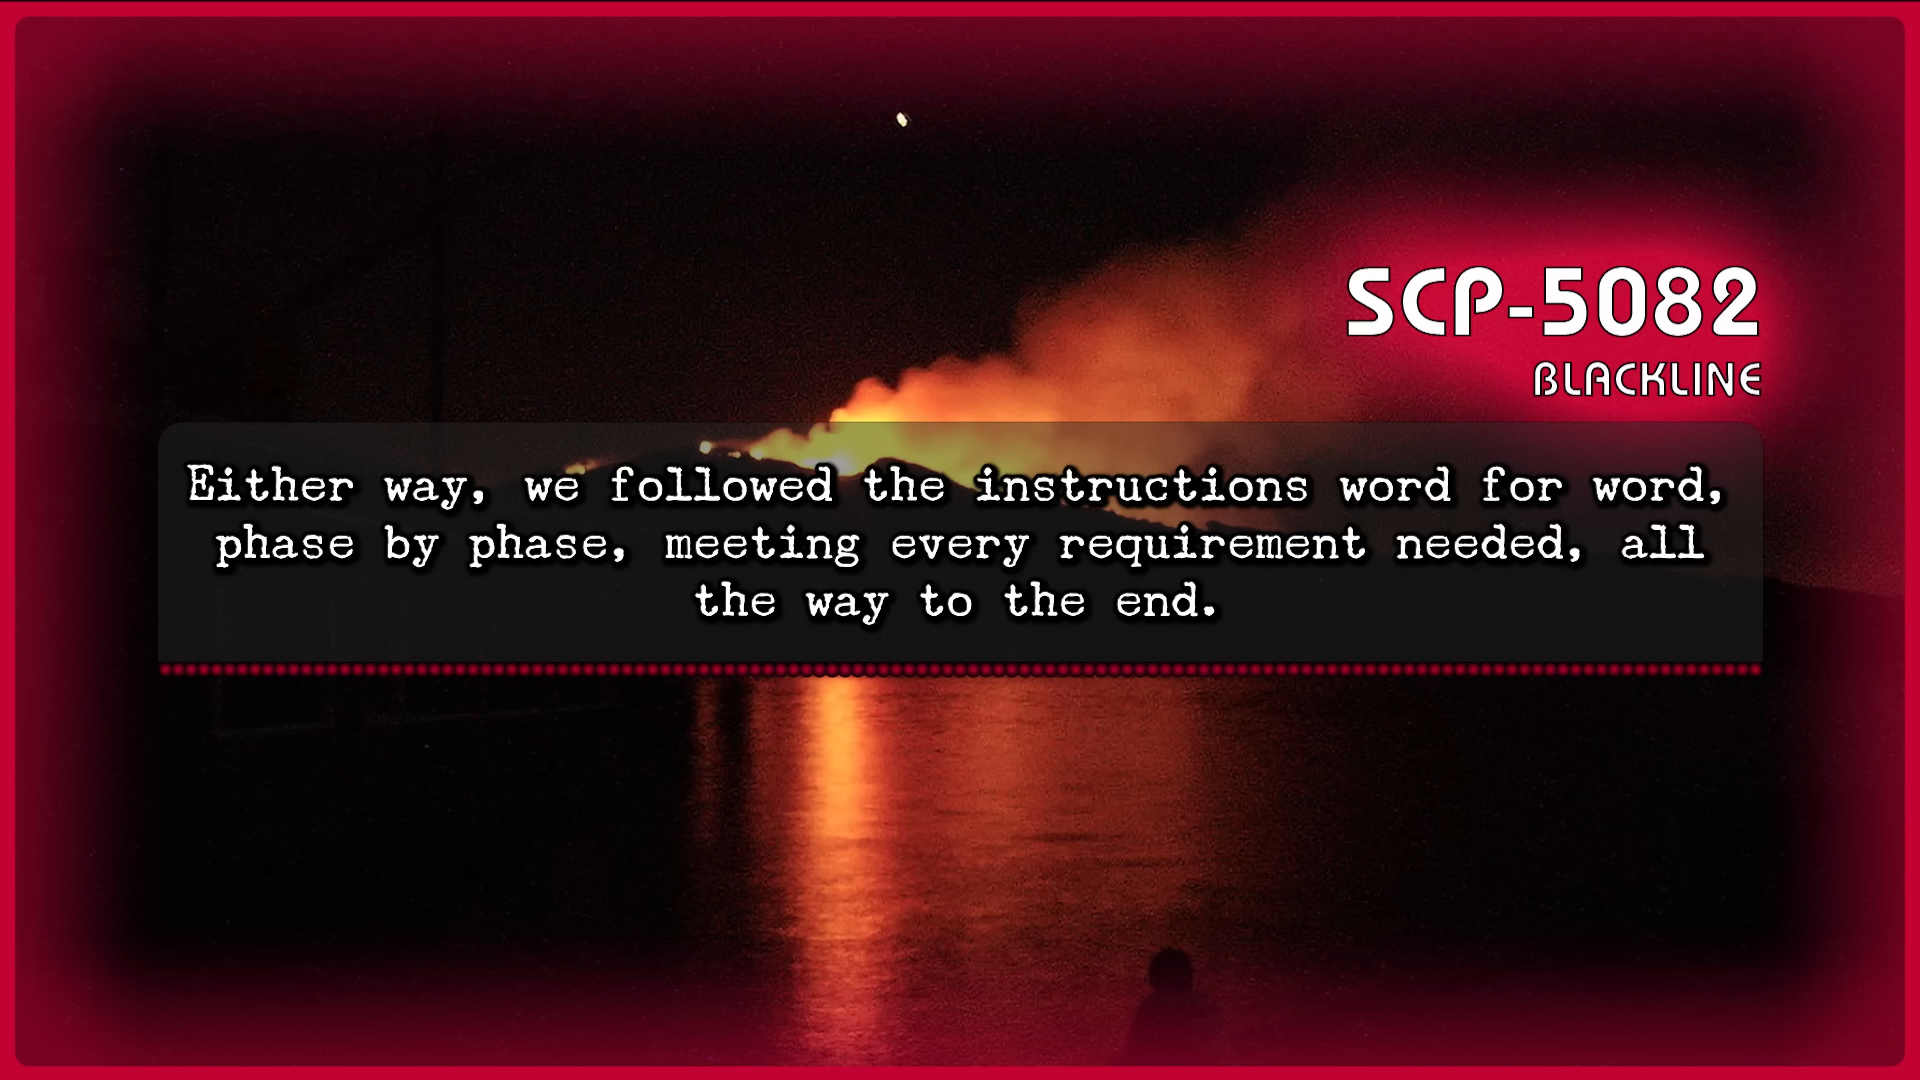 SCP-5082
BLACKLINE
Either way, we followed the instructions word for word,
phase by phase, meeting every requirement needed, all
the way to the end.